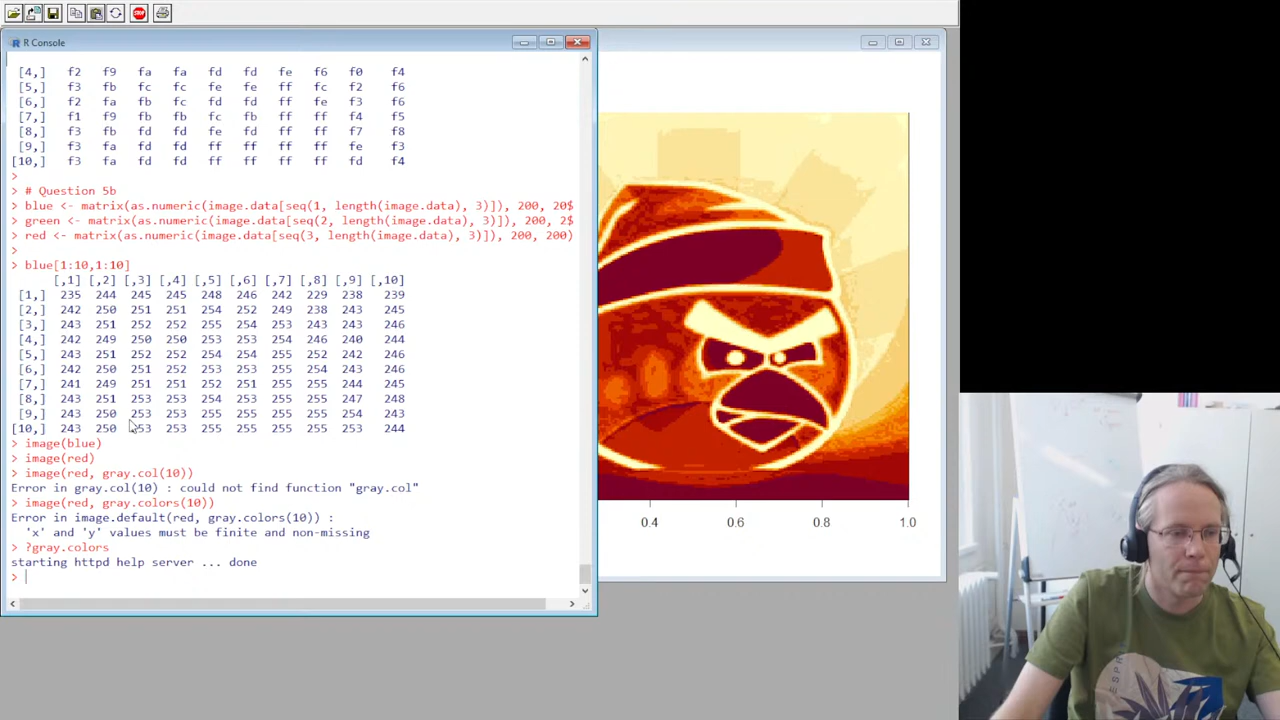 R Console
[4,] f2 f9 fa fa fd fd fe f6 f0 f4
[5,] f3 fb fc fc fe fe ff fc f2 f6
[6,] f2 fa fb fc fd fd ff fe f3 f6
[7,] f1 f9 fb fb fc fb ff ff f4 f5
[8,] f3 fb fd fd fe fd ff ff f7 f8
[9,] f3 fa fd fd ff ff ff ff fe f3
[10,] f3 fa fd fd ff ff ff ff fd f4
>
> # Question 5b
> blue <- matrix(as.numeric(image.data[seq(1, length(image.data), 3)]), 200, 20$
> green <- matrix(as.numeric(image.data[seq(2, length(image.data), 3)]), 200, 2$
> red <- matrix(as.numeric(image.data[seq(3, length(image.data), 3)]), 200, 200)
>
> blue[1:10,1:10]
[,1] [,2] [,3] [,4] [,5] [,6] [,7] [,8] [,9] [,10]
[1,] 235 244 245 245 248 246 242 229 238 239
[2,] 242 250 251 251 254 252 249 238 243 245
[3,] 243 251 252 252 255 254 253 243 243 246
[4,] 242 249 250 250 253 253 254 246 240 244
[5,] 243 251 252 252 254 254 255 252 242 246
[6,] 242 250 251 252 253 253 255 254 243 246
[7,] 241 249 251 251 252 251 255 255 244 245
[8,] 243 251 253 253 254 253 255 255 247 248
[9,] 243 250 253 253 255 255 255 255 254 243
[10,] 243 250 253 253 255 255 255 255 253 244
> image(blue)
> image(red)
> image(red, gray.col(10))
Error in gray.col(10) : could not find function "gray.col"
> image(red, gray.colors(10))
Error in image.default(red, gray.colors(10)) :
'x' and 'y' values must be finite and non-missing
> ?gray.colors
starting httpd help server ... done
>
0.4 0.6 0.8 1.0
STOP